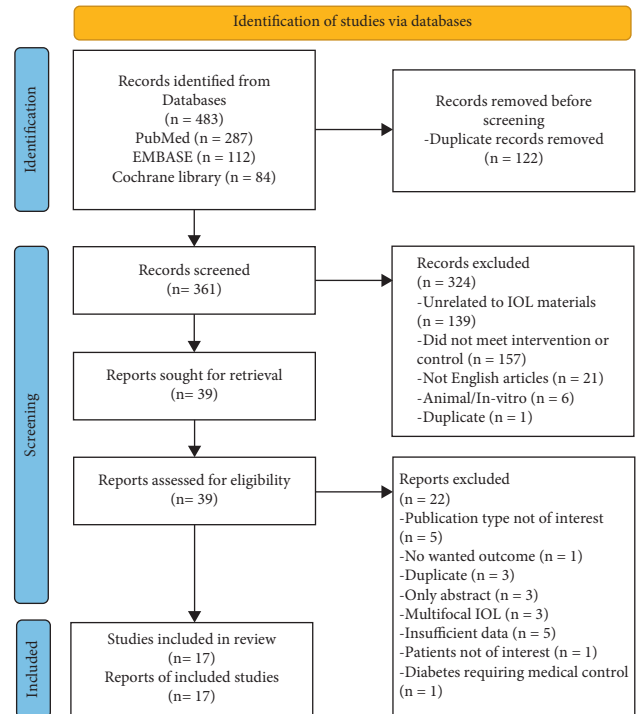 Identification of studies via databases
Identification
Records identified from
Databases
(n = 483)
PubMed (n = 287)
EMBASE (n = 112)
Cochrane library (n = 84)
Records removed before
screening
-Duplicate records removed
(n = 122)
Screening
Records screened
(n= 361)
Records excluded
(n = 324)
-Unrelated to IOL materials
(n = 139)
-Did not meet intervention or
control (n = 157)
-Not English articles (n = 21)
-Animal/In-vitro (n = 6)
-Duplicate (n = 1)
Reports sought for retrieval
(n= 39)
Reports assessed for eligibility
(n= 39)
Reports excluded
(n = 22)
-Publication type not of interest
(n = 5)
-No wanted outcome (n = 1)
-Duplicate (n = 3)
-Only abstract (n = 3)
-Multifocal IOL (n = 3)
-Insufficient data (n = 5)
-Patients not of interest (n = 1)
-Diabetes requiring medical control
(n = 1)
Included
Studies included in review
(n= 17)
Reports of included studies
(n= 17)